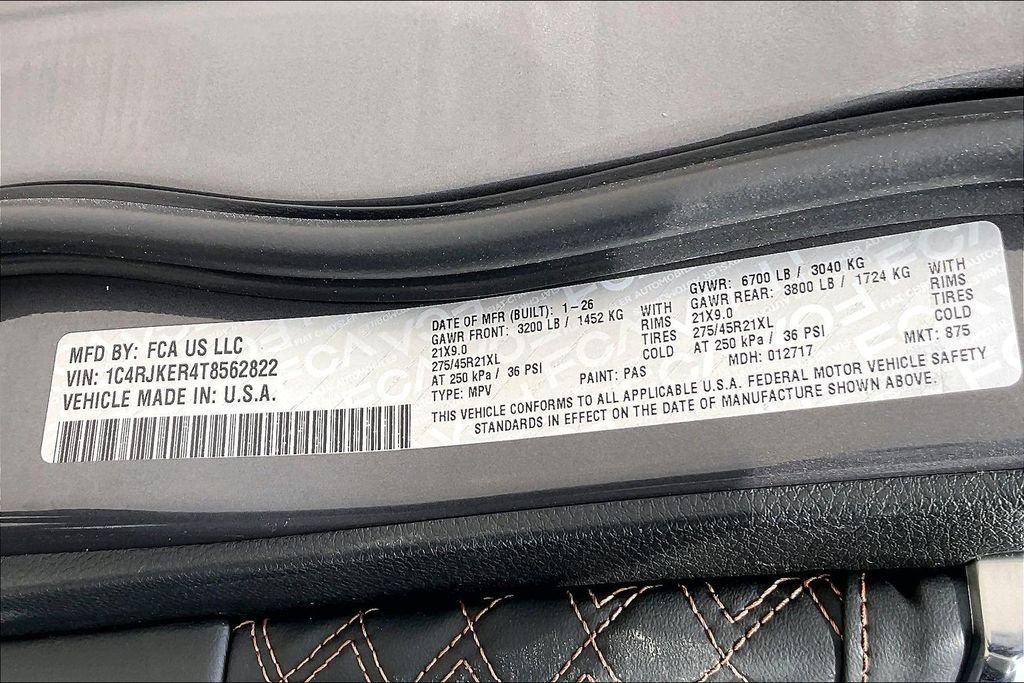 MFD BY: FCA US LLC
VIN: 1C4RJKER4T8562822
VEHICLE MADE IN: U.S.A.
DATE OF MFR (BUILT): 1-26
GAWR FRONT: 3200 LB / 1452 KG WITH
21X9.0 RIMS
275/45R21XL TIRES
AT 250 kPa / 36 PSI COLD
TYPE: MPV PAINT: PAS
GVWR: 6700 LB / 3040 KG
GAWR REAR: 3800 LB / 1724 KG WITH
21X9.0 RIMS
275/45R21XL TIRES
AT 250 kPa / 36 PSI COLD
MDH: 012717 MKT: 875
THIS VEHICLE CONFORMS TO ALL APPLICABLE U.S.A. FEDERAL MOTOR VEHICLE SAFETY
STANDARDS IN EFFECT ON THE DATE OF MANUFACTURE SHOWN ABOVE.